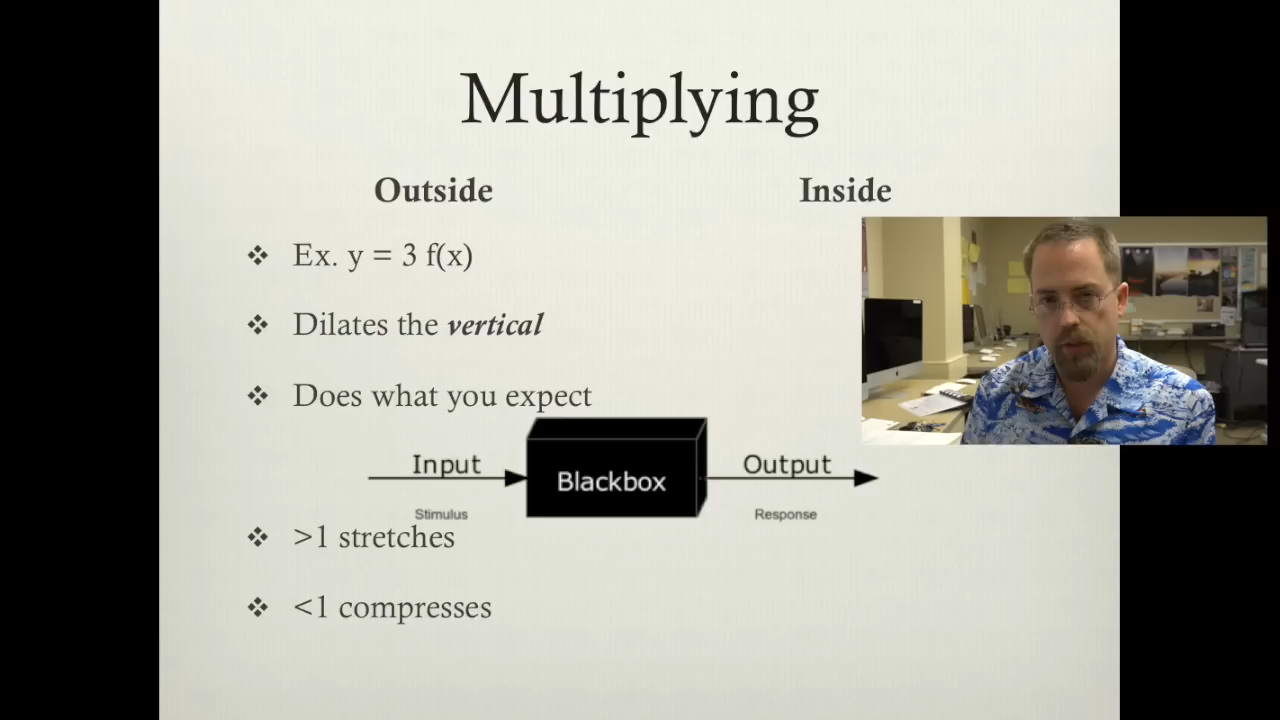 Multiplying
Outside
Inside
Ex. y = 3 f(x)
Dilates the vertical
Does what you expect
Input
Blackbox
Output
Stimulus
Response
>1 stretches
<1 compresses